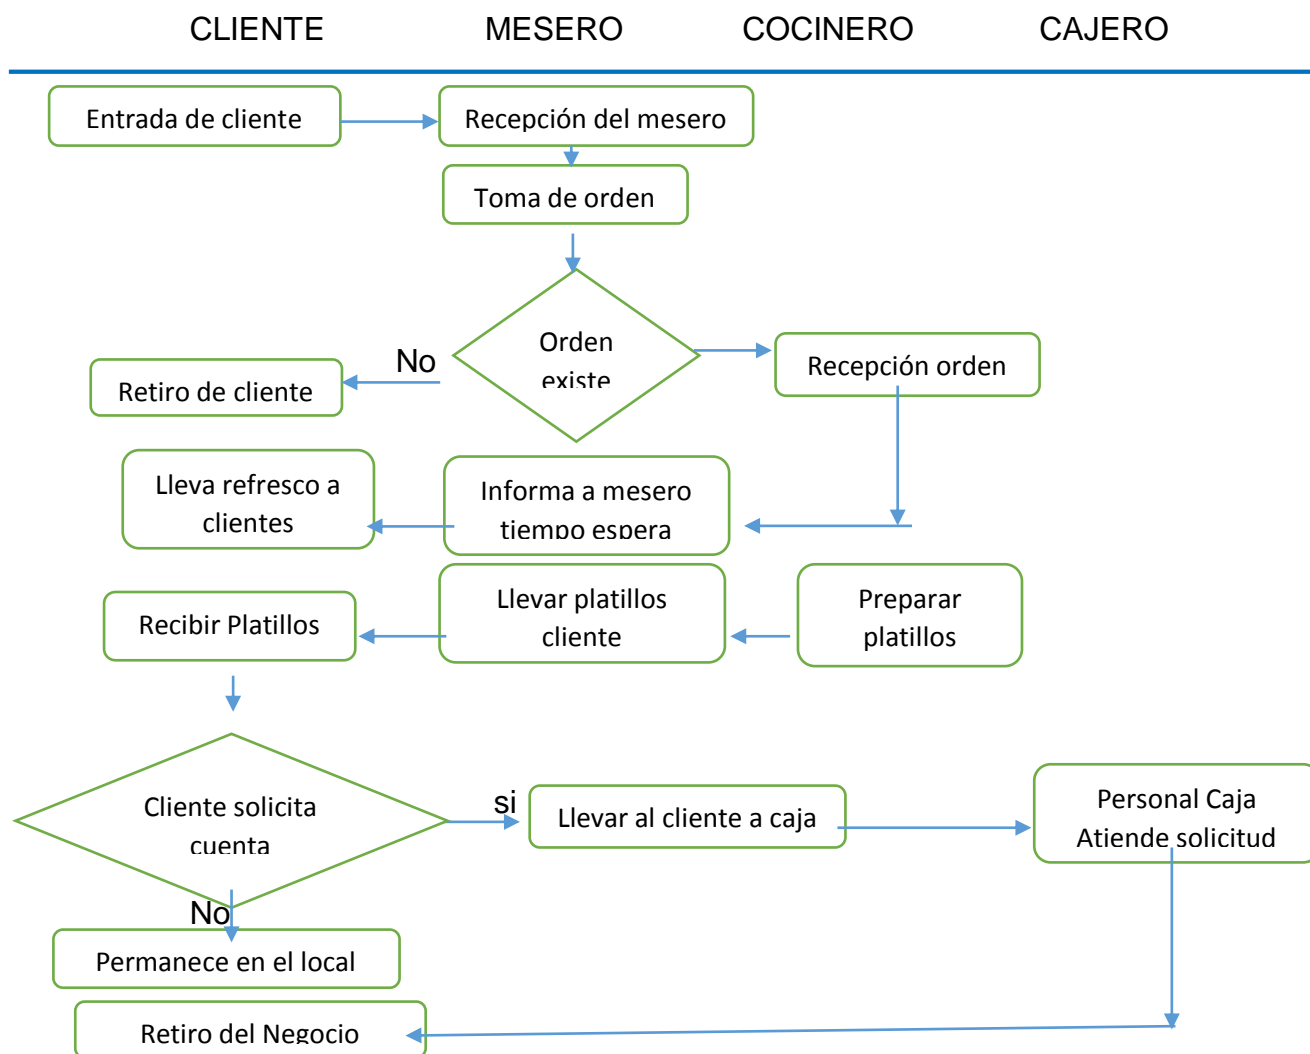 CLIENTE MESERO COCINERO CAJERO
Entrada de cliente
Recepción del mesero
Toma de orden
Orden
existe
No
Recepción orden
Retiro de cliente
Lleva refresco a
clientes
Informa a mesero
tiempo espera
Recibir Platillos
Llevar platillos
cliente
Preparar
platillos
Cliente solicita
cuenta
si
Llevar al cliente a caja
Personal Caja
Atiende solicitud
No
Permanece en el local
Retiro del Negocio